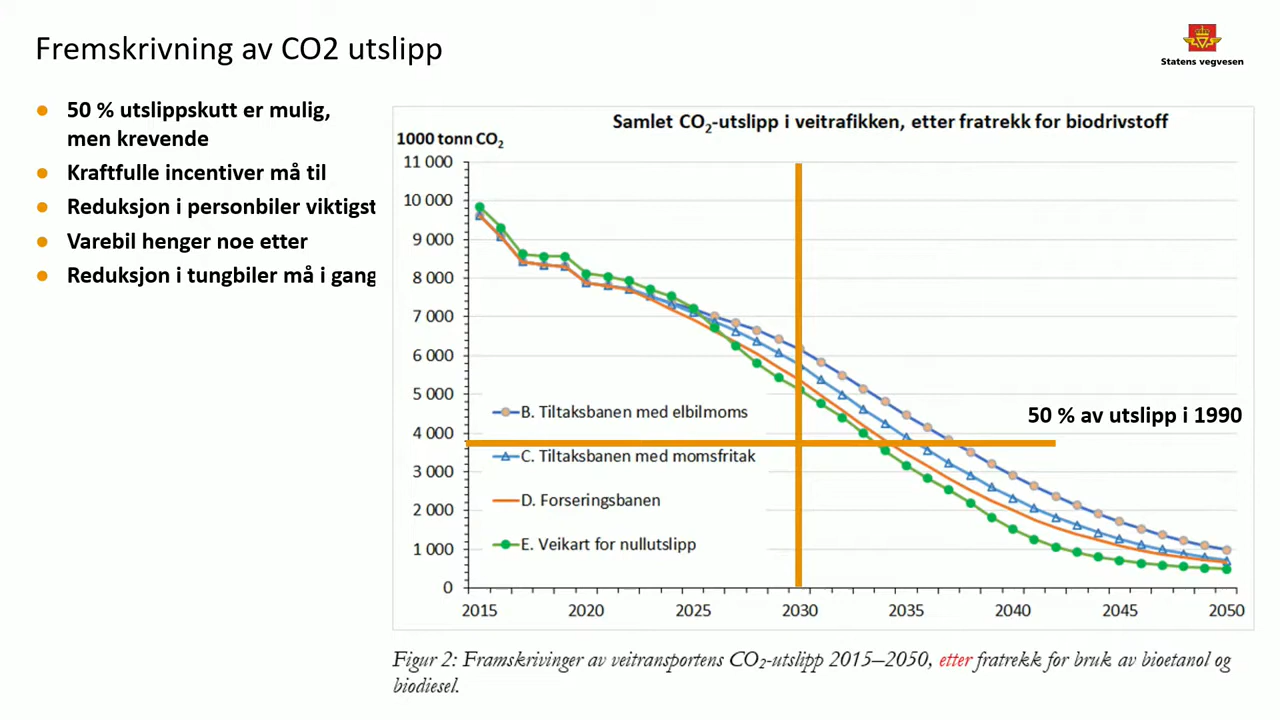 Fremskrivning av CO2 utslipp
Statens vegvesen
50 % utslippskutt er mulig,
men krevende
Kraftfulle incentiver må til
Reduksjon i personbiler viktigst
Varebil henger noe etter
Reduksjon i tungbiler må i gang
Samlet CO2-utslipp i veitrafikken, etter fratrekk for biodrivstoff
1000 tonn CO2
11 000
10 000
9 000
8 000
7 000
6 000
5 000
4 000
3 000
2 000
1 000
0
B. Tiltaksbanen med elbilmoms
C. Tiltaksbanen med momsfritak
D. Forseringsbanen
E. Veikart for nullutslipp
50 % av utslipp i 1990
2015 2020 2025 2030 2035 2040 2045 2050
Figur 2: Framskrivinger av veitransportens CO2-utslipp 2015–2050, etter fratrekk for bruk av bioetanol og
biodiesel.